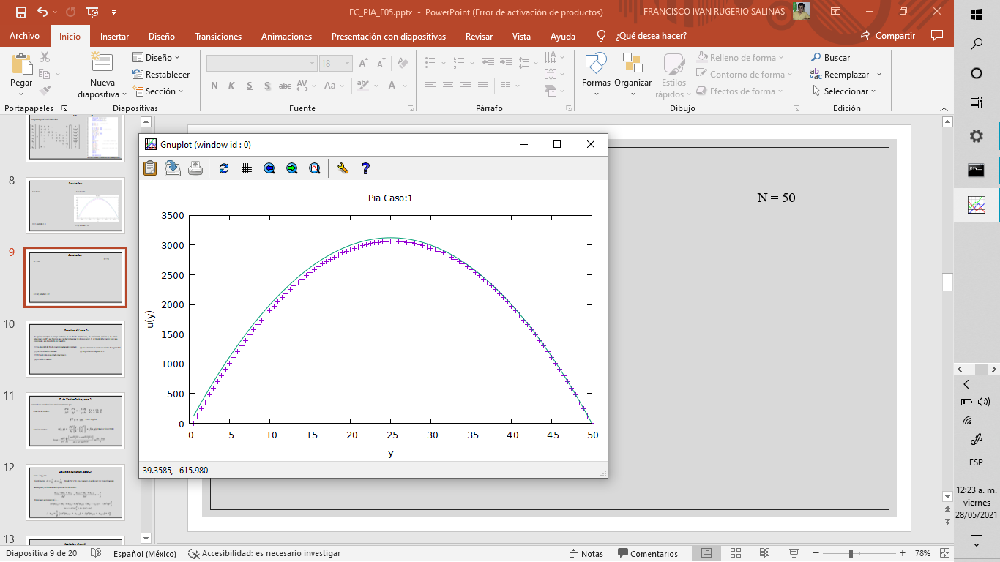 FC_PIA_E05.pptx - PowerPoint (Error de activación de productos)
FRANCISCO IVAN RUGERIO SALINAS
Archivo Inicio Insertar Diseño Transiciones Animaciones Presentación con diapositivas Revisar Vista Ayuda ¿Qué desea hacer? Compartir
Pegar
Portapapeles
Nueva diapositiva
Diseño
Restablecer
Sección
Diapositivas
18
N K S S abc AV Aa A
Fuente
Párrafo
Formas Organizar Estilos rápidos
Relleno de forma
Contorno de forma
Efectos de forma
Dibujo
Buscar
Reemplazar
Seleccionar
Edición
8
9
10
11
12
13
Gnuplot (window id : 0)
Pia Caso:1
3500
3000
2500
2000
1500
1000
500
0
u(y)
0 5 10 15 20 25 30 35 40 45 50
y
39.3585, -615.980
N = 50
ESP
12:23 a. m.
viernes
28/05/2021
Diapositiva 9 de 20 Español (México) Accesibilidad: es necesario investigar Notas Comentarios 78%